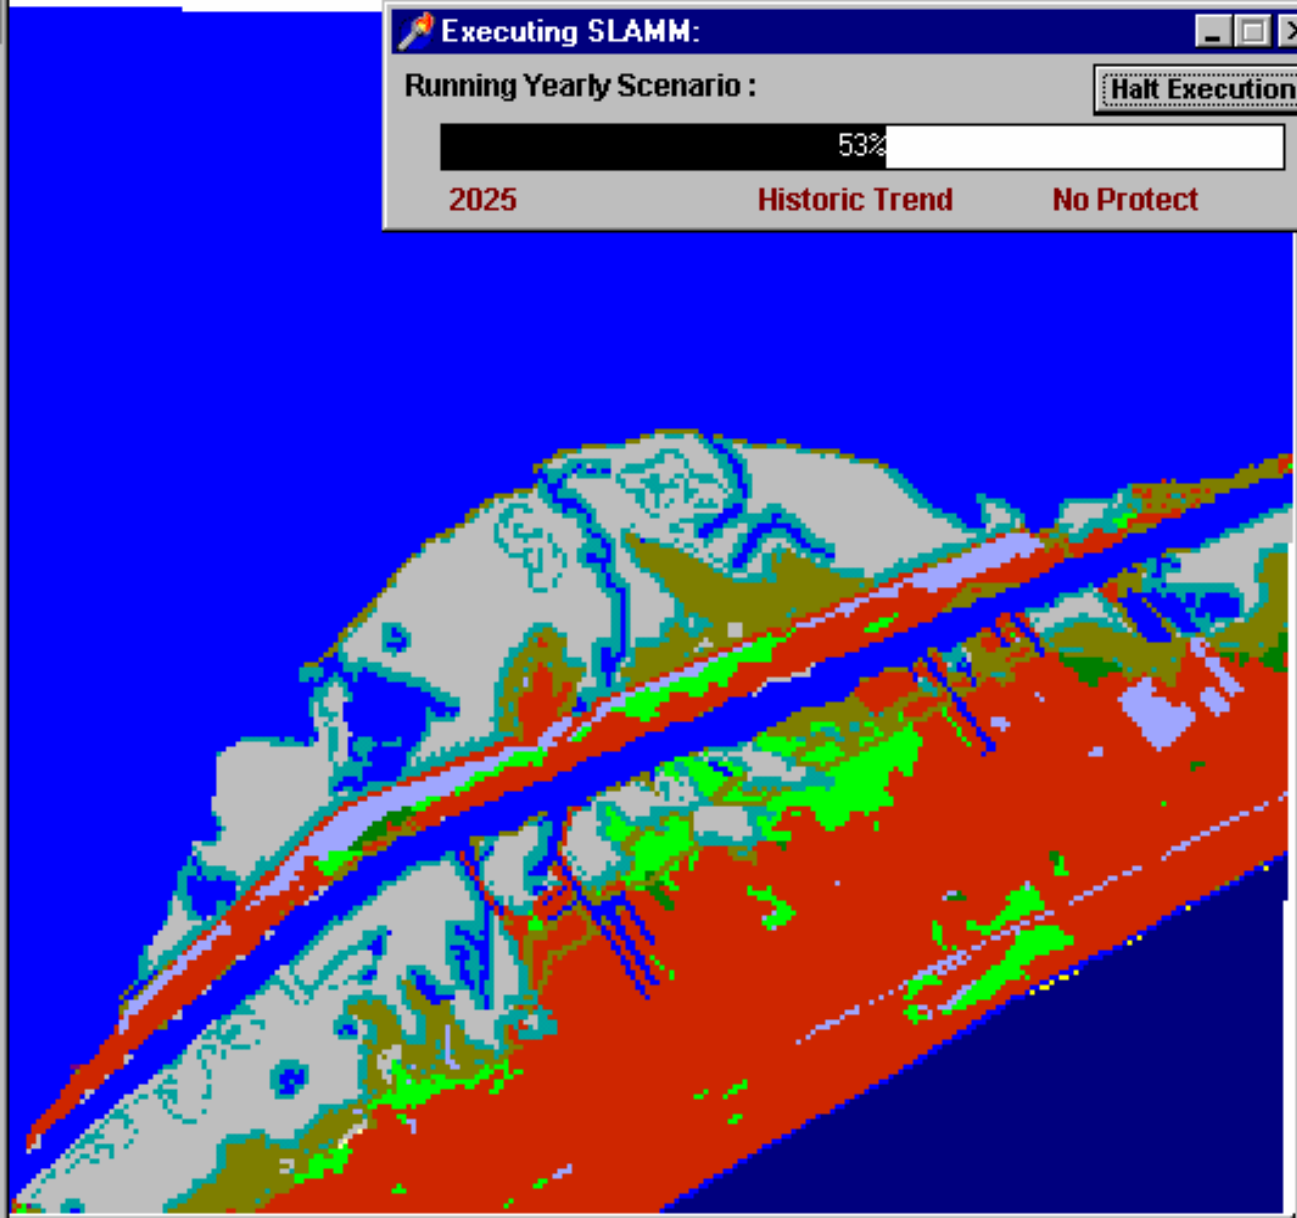 Executing SLAMM:
Running Yearly Scenario :
Halt Execution
53%
2025 Historic Trend No Protect